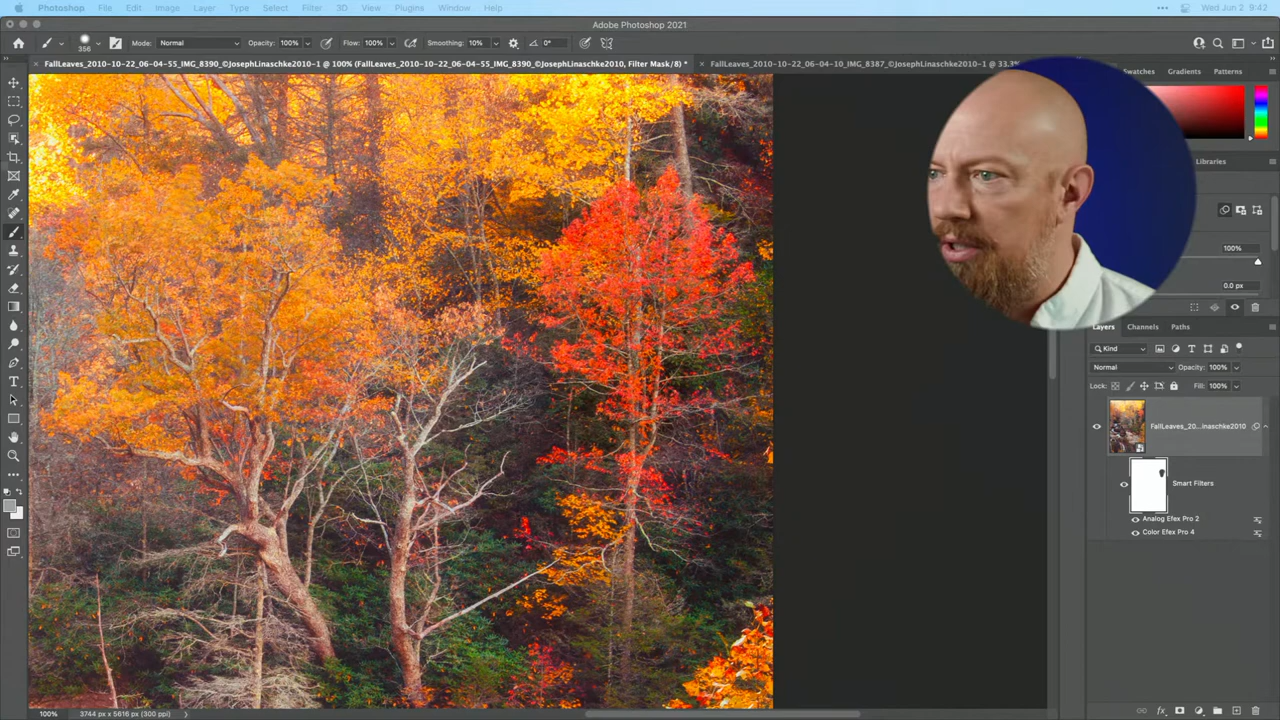 Photoshop File Edit Image Layer Type Select Filter 3D View Plugins Window Help Wed Jun 2 9:42
Adobe Photoshop 2021
356 Mode: Normal Opacity: 100% Flow: 100% Smoothing: 10% 0°
FallLeaves_2010-10-22_06-04-55_IMG_8390_©JosephLinaschke2010-1 @ 100% (FallLeaves_2010-10-22_06-04-55_IMG_8390_©JosephLinaschke2010, Filter Mask/8) *
FallLeaves_2010-10-22_06-04-10_IMG_8387_©JosephLinaschke2010-1 @ 33.3%
Swatches Gradients Patterns
Libraries
100%
0.0 px
Layers Channels Paths
Kind
Normal Opacity: 100%
Lock: Fill: 100%
FallLeaves_20...inaschke2010
Smart Filters
Analog Efex Pro 2
Color Efex Pro 4
100% 3744 px x 5616 px (300 ppi)